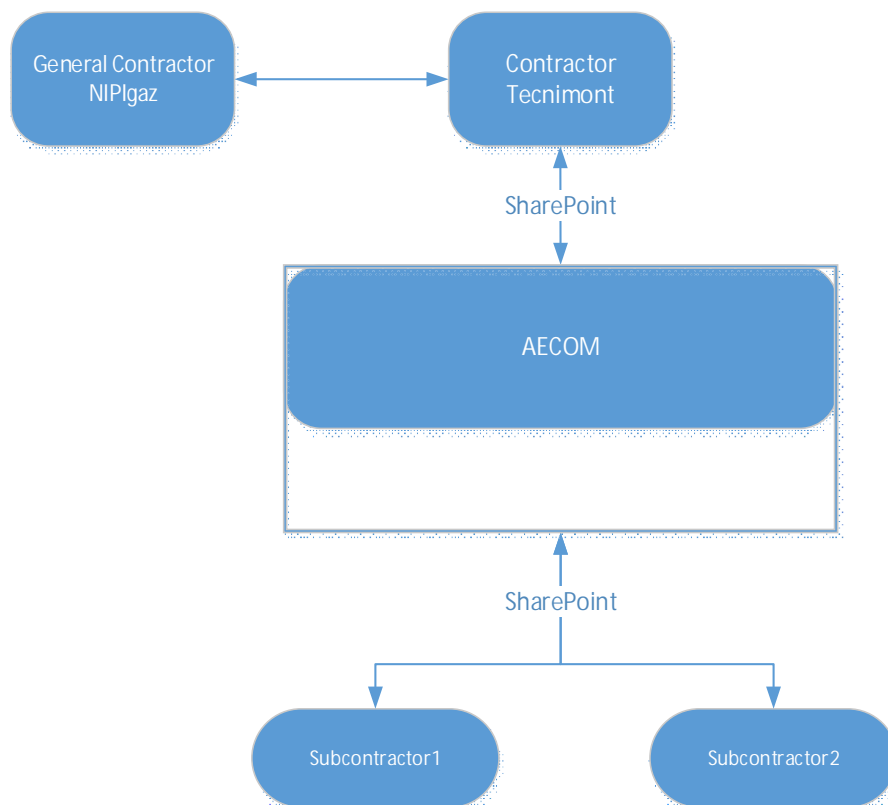 General Contractor
NIPIgaz
Contractor
Tecnimont
SharePoint
AECOM
SharePoint
Subcontractor1
Subcontractor2